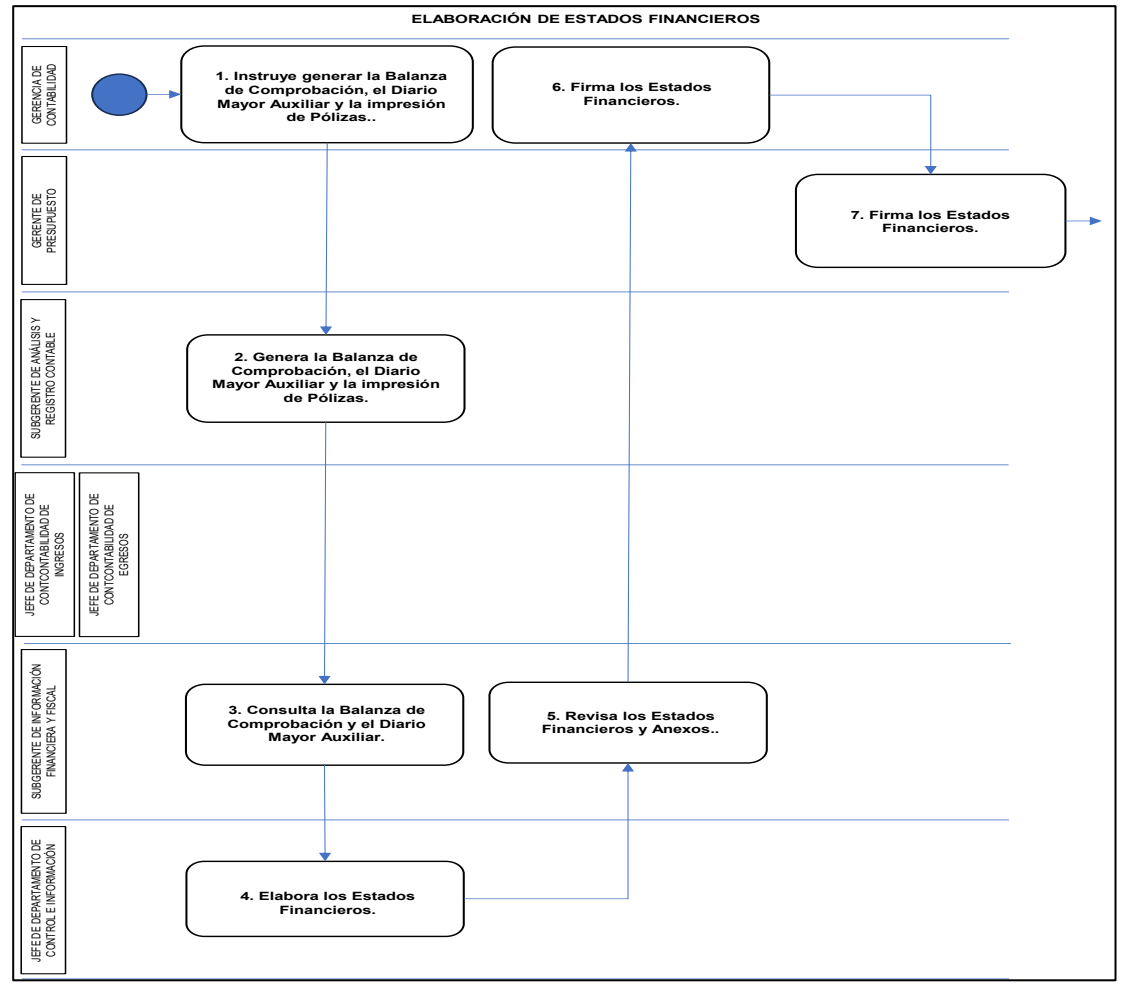 ELABORACIÓN DE ESTADOS FINANCIEROS
GERENCIA DE
CONTABILIDAD
1. Instruye generar la Balanza
de Comprobación, el Diario
Mayor Auxiliar y la impresión
de Pólizas..
6. Firma los Estados
Financieros.
GERENTE DE
PRESUPUESTO
7. Firma los Estados
Financieros.
SUBGERENTE DE ANÁLISIS Y
REGISTRO CONTABLE
2. Genera la Balanza de
Comprobación, el Diario
Mayor Auxiliar y la impresión
de Pólizas.
JEFE DE DEPARTAMENTO DE
CONTCONTABILIDAD DE
INGRESOS
JEFE DE DEPARTAMENTO DE
CONTCONTABILIDAD DE
EGRESOS
SUBGERENTE DE INFORMACIÓN
FINANCIERA Y FISCAL
3. Consulta la Balanza de
Comprobación y el Diario
Mayor Auxiliar.
5. Revisa los Estados
Financieros y Anexos..
JEFE DE DEPARTAMENTO DE
CONTROL E INFORMACIÓN
4. Elabora los Estados
Financieros.